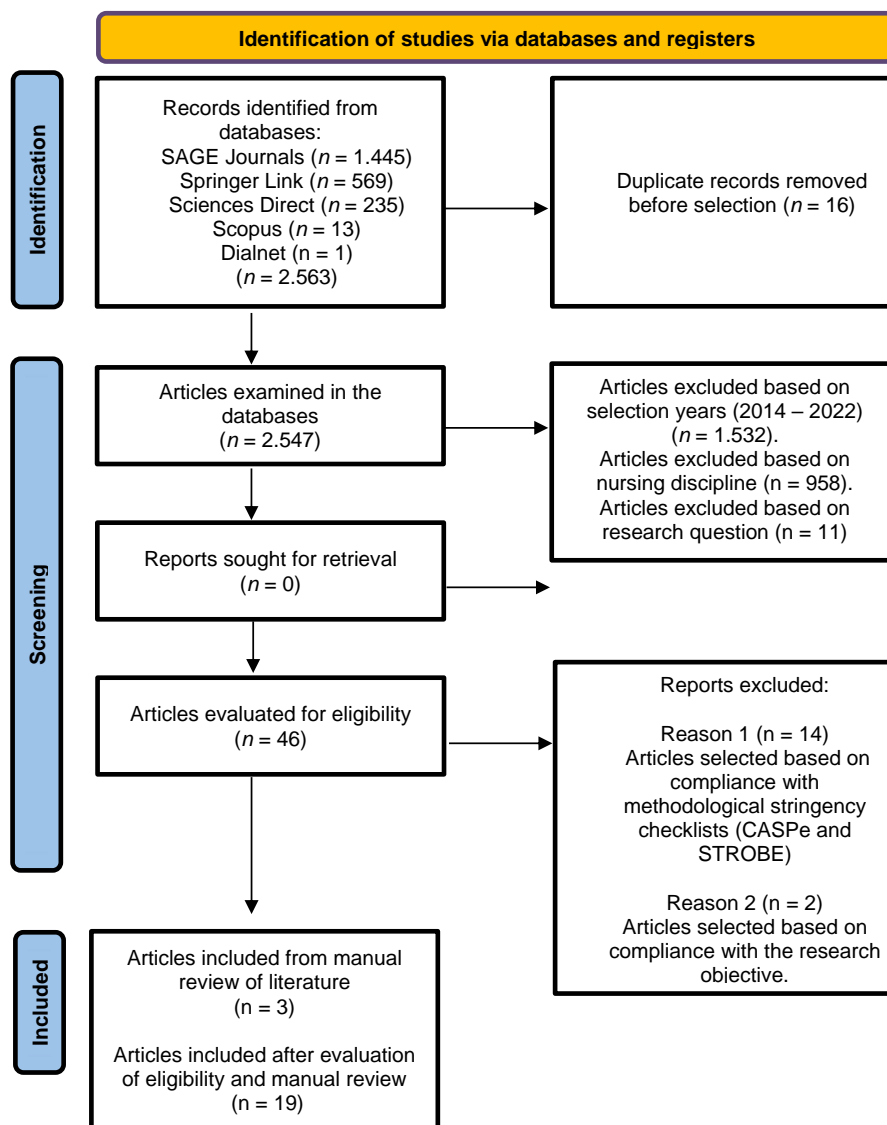 Identification of studies via databases and registers
Identification
Records identified from
databases:
SAGE Journals (n = 1.445)
Springer Link (n = 569)
Sciences Direct (n = 235)
Scopus (n = 13)
Dialnet (n = 1)
(n = 2.563)
Duplicate records removed
before selection (n = 16)
Screening
Articles examined in the
databases
(n = 2.547)
Articles excluded based on
selection years (2014 – 2022)
(n = 1.532).
Articles excluded based on
nursing discipline (n = 958).
Articles excluded based on
research question (n = 11)
Reports sought for retrieval
(n = 0)
Articles evaluated for eligibility
(n = 46)
Reports excluded:
Reason 1 (n = 14)
Articles selected based on
compliance with
methodological stringency
checklists (CASPe and
STROBE)
Reason 2 (n = 2)
Articles selected based on
compliance with the research
objective.
Included
Articles included from manual
review of literature
(n = 3)
Articles included after evaluation
of eligibility and manual review
(n = 19)